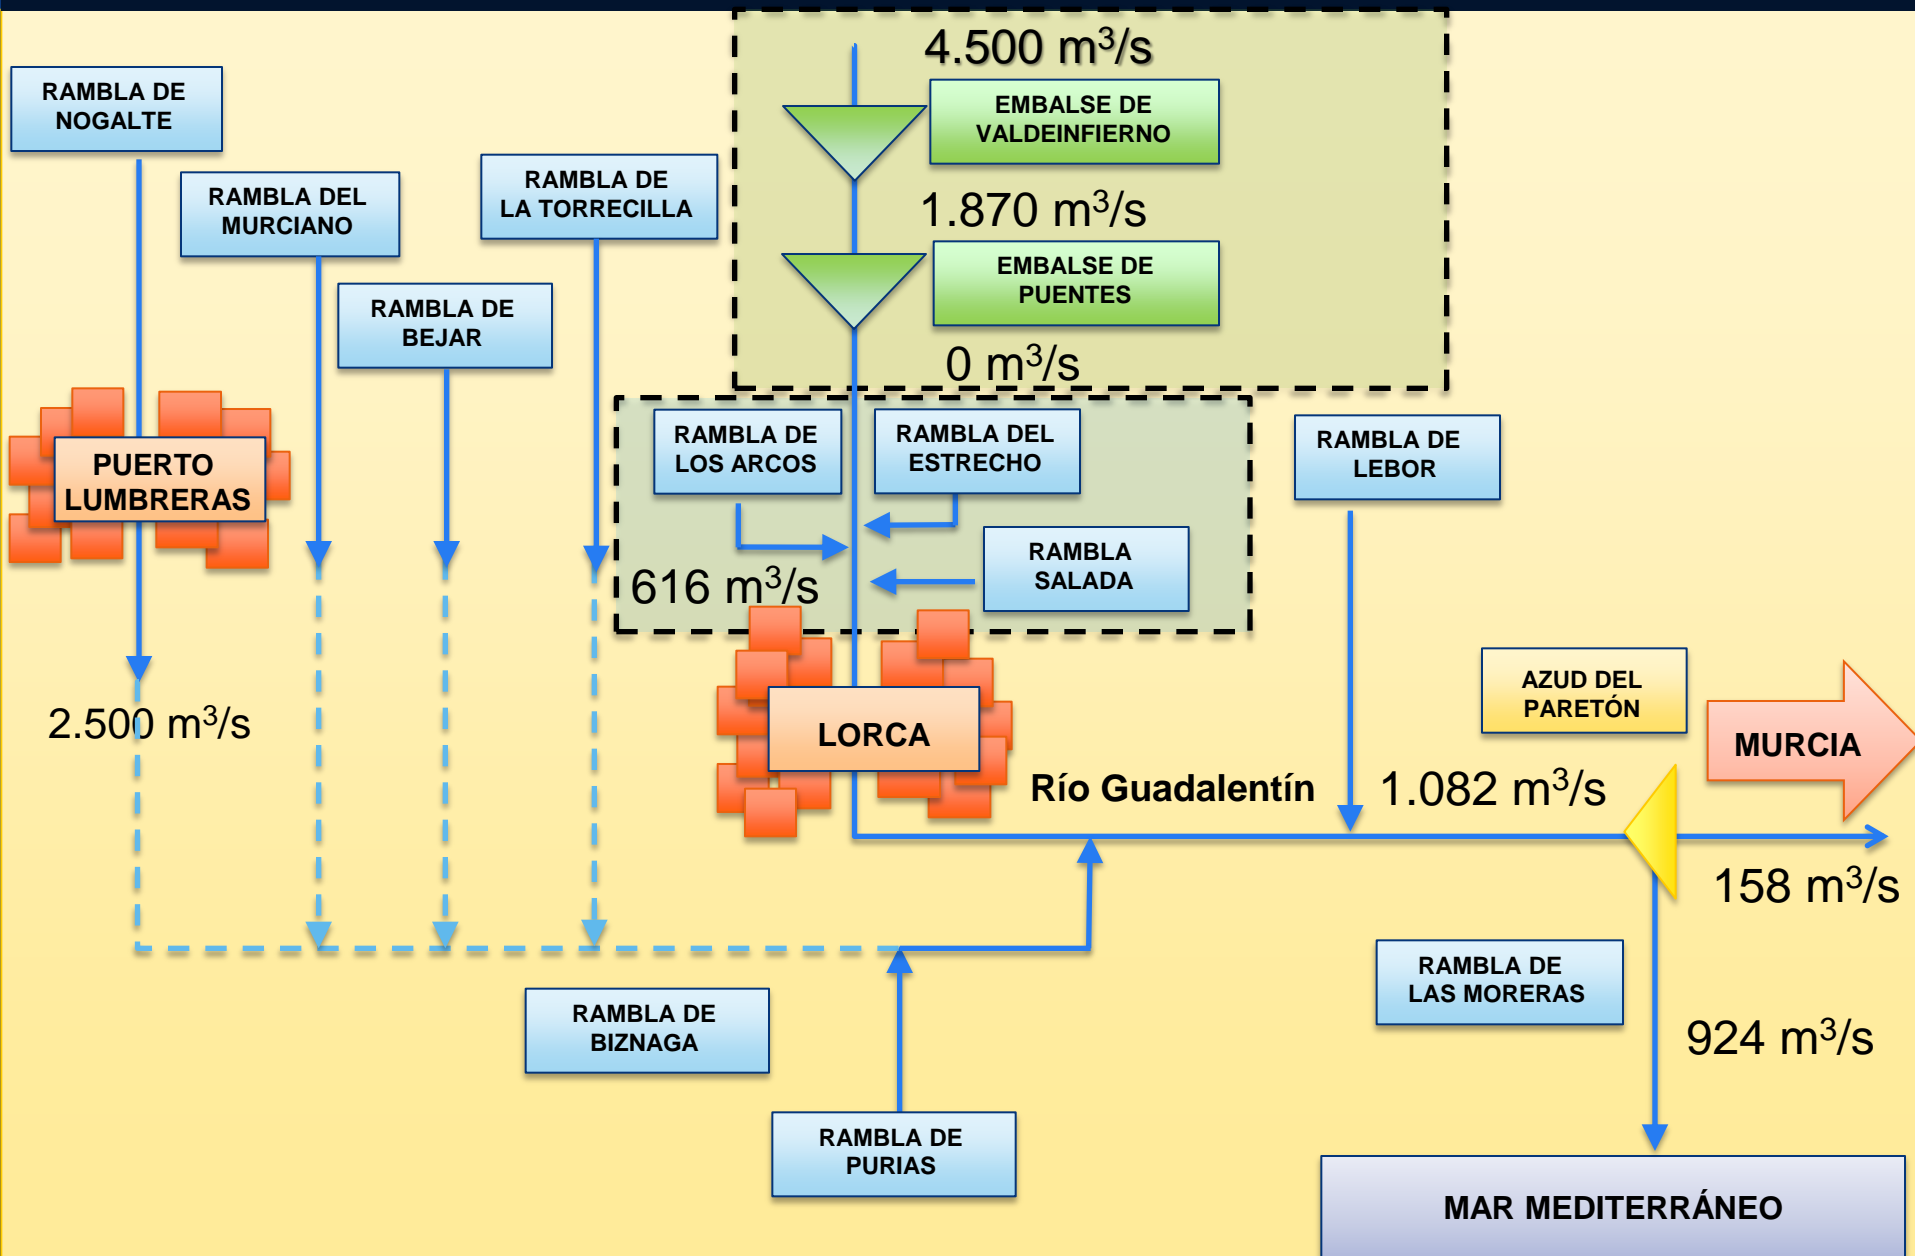 4.500 m³/s
RAMBLA DE
NOGALTE
EMBALSE DE
VALDEINFIERNO
RAMBLA DEL
MURCIANO
RAMBLA DE
LA TORRECILLA
1.870 m³/s
RAMBLA DE
BEJAR
EMBALSE DE
PUENTES
0 m³/s
RAMBLA DE
LOS ARCOS
RAMBLA DEL
ESTRECHO
RAMBLA DE
LEBOR
PUERTO
LUMBRERAS
RAMBLA
SALADA
616 m³/s
2.500 m³/s
LORCA
AZUD DEL
PARETÓN
MURCIA
Río Guadalentín
1.082 m³/s
158 m³/s
RAMBLA DE
LAS MORERAS
RAMBLA DE
BIZNAGA
924 m³/s
RAMBLA DE
PURIAS
MAR MEDITERRÁNEO